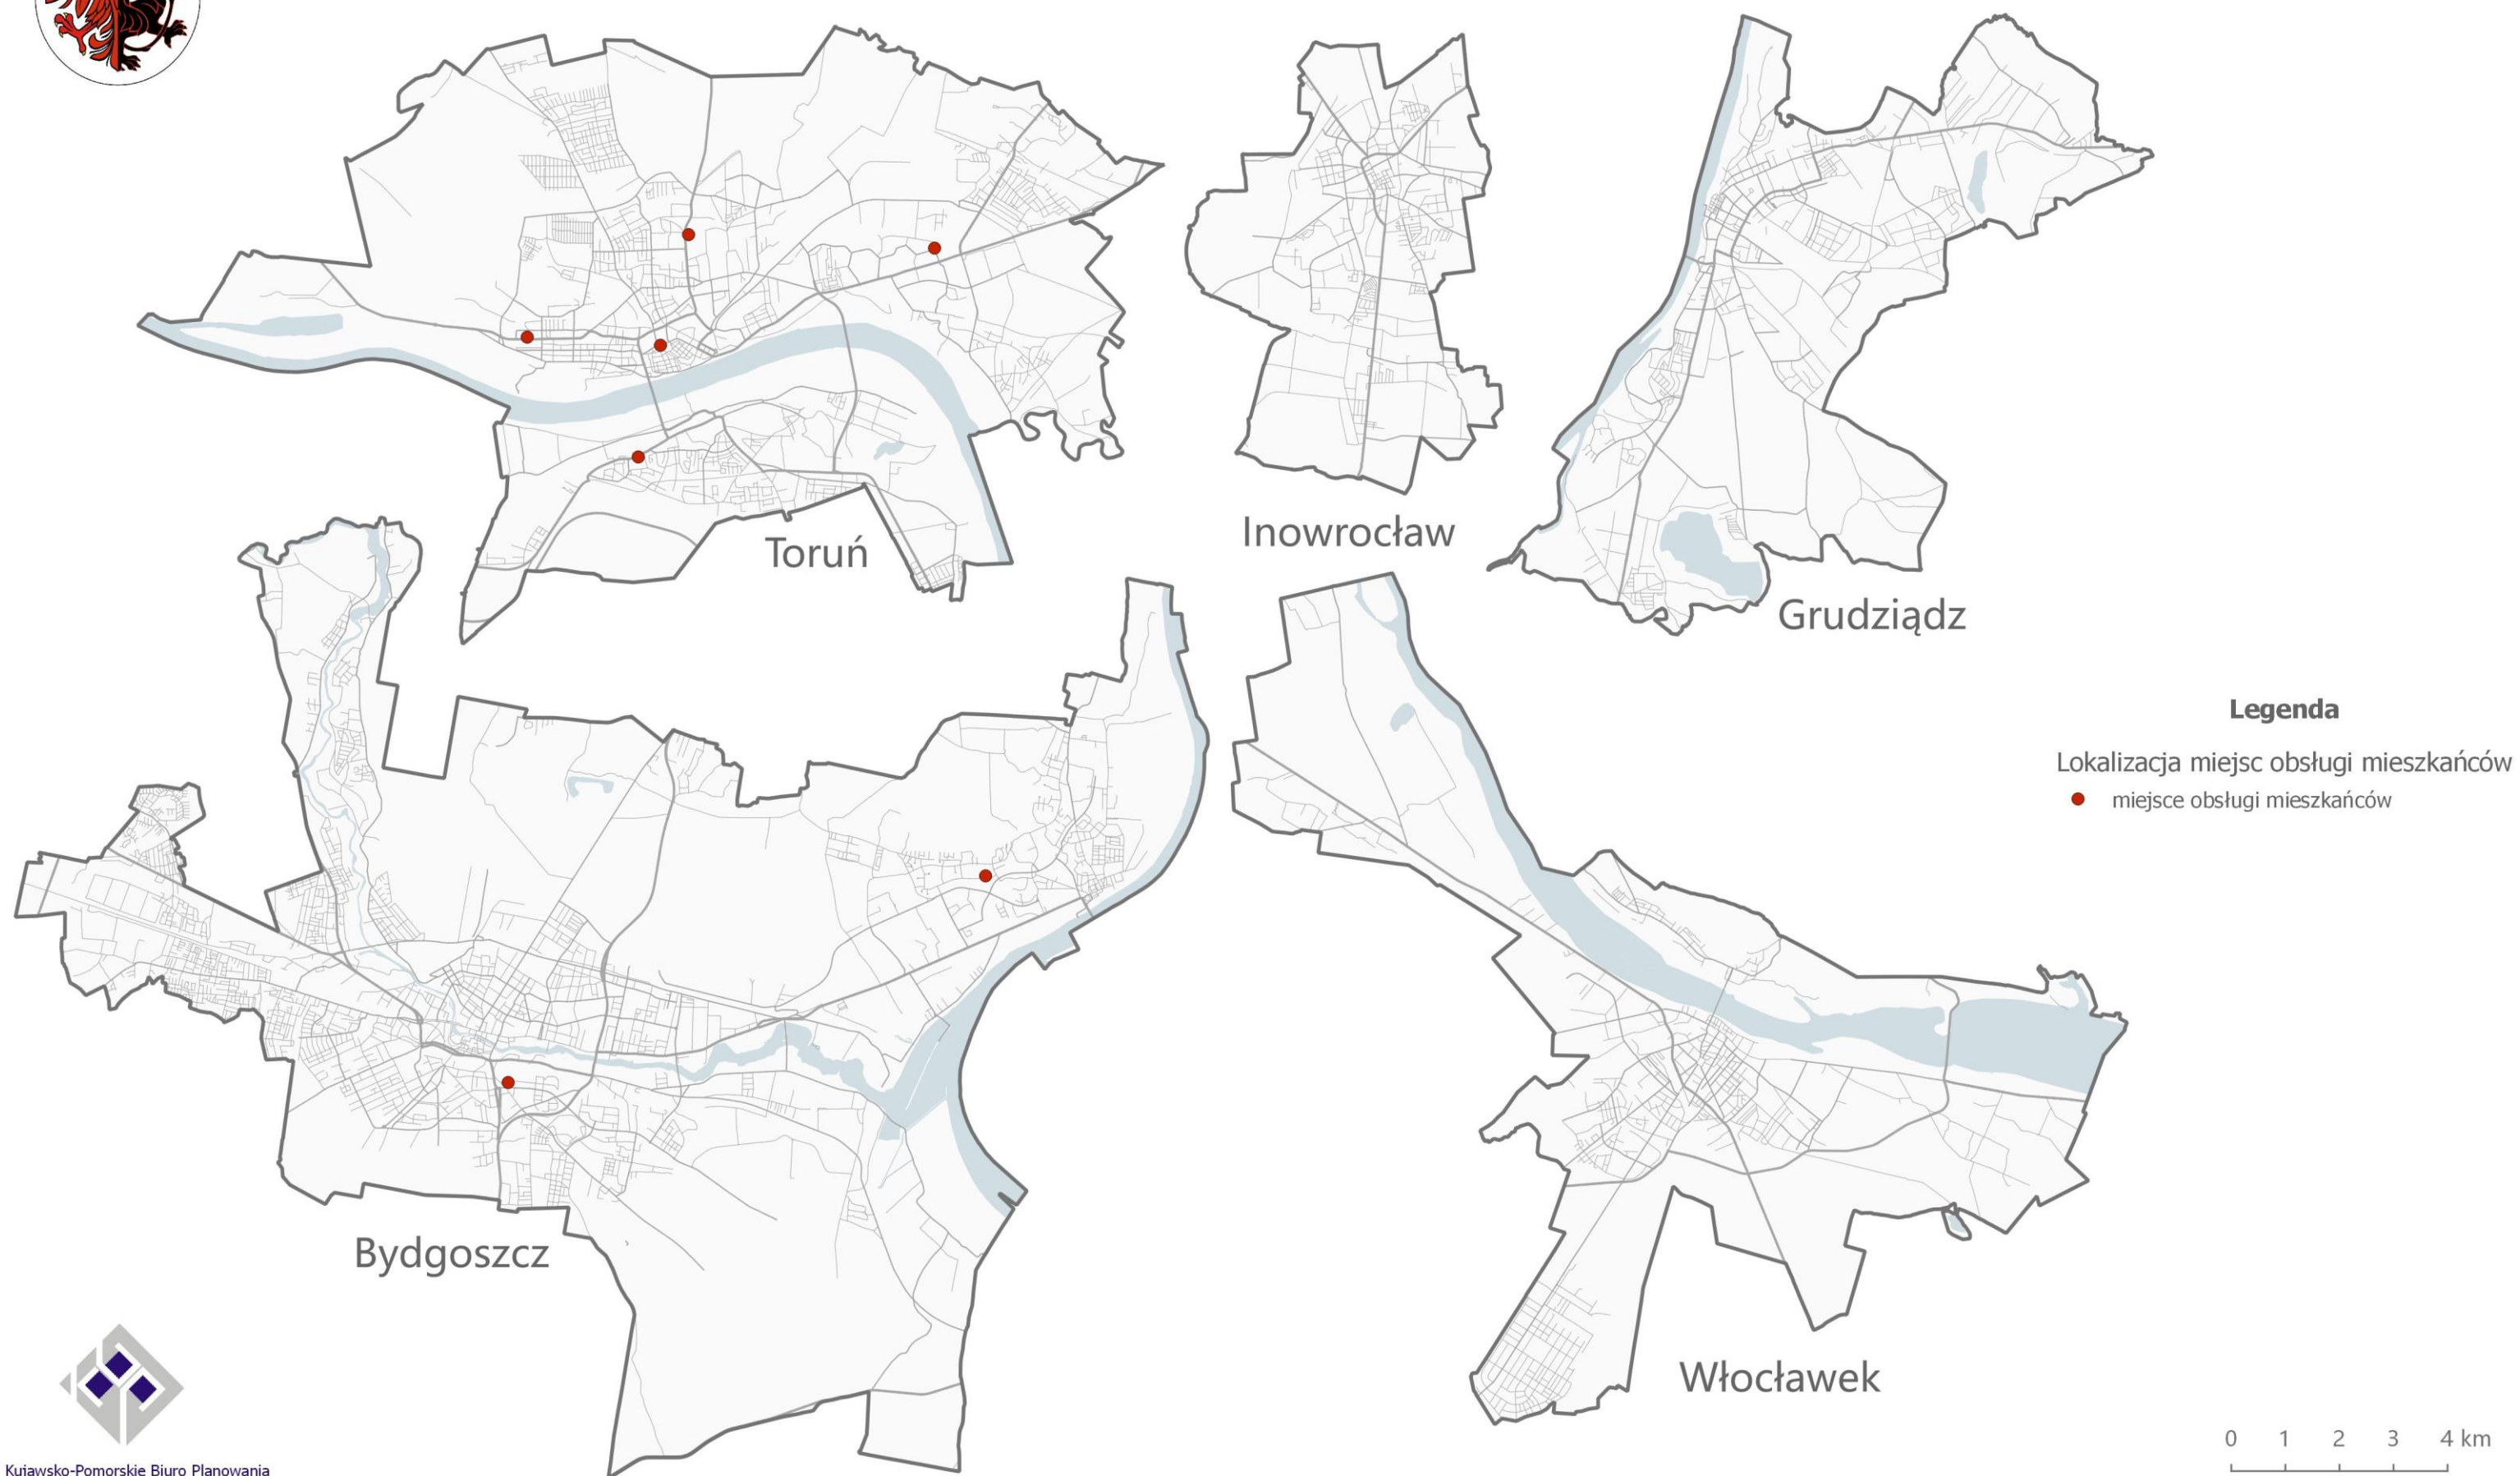 Toruń
Inowrocław
Grudziądz
Legenda
Lokalizacja miejsc obsługi mieszkańców
miejsce obsługi mieszkańców
Bydgoszcz
Włocławek
0 1 2 3 4 km
Kujawsko-Pomorskie Biuro Planowania